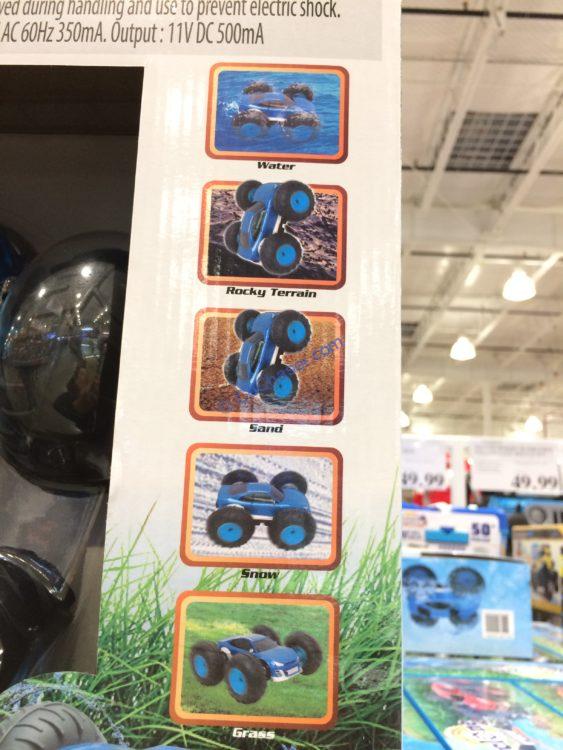 ved during handling and use to prevent electric shock.
AC 60Hz 350mA. Output : 11V DC 500mA
Water
Rocky Terrain
Sand
Snow
Grass
49.99
49.99
50